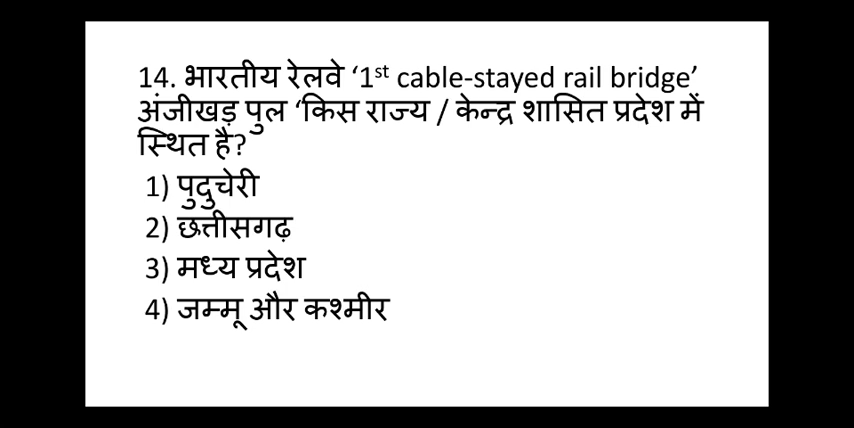 14. भारतीय रेलवे ‘1st cable-stayed rail bridge’
अंजीखड़ पुल ‘किस राज्य / केन्द्र शासित प्रदेश में
स्थित है?
1) पुदुचेरी
2) छत्तीसगढ़
3) मध्य प्रदेश
4) जम्मू और कश्मीर